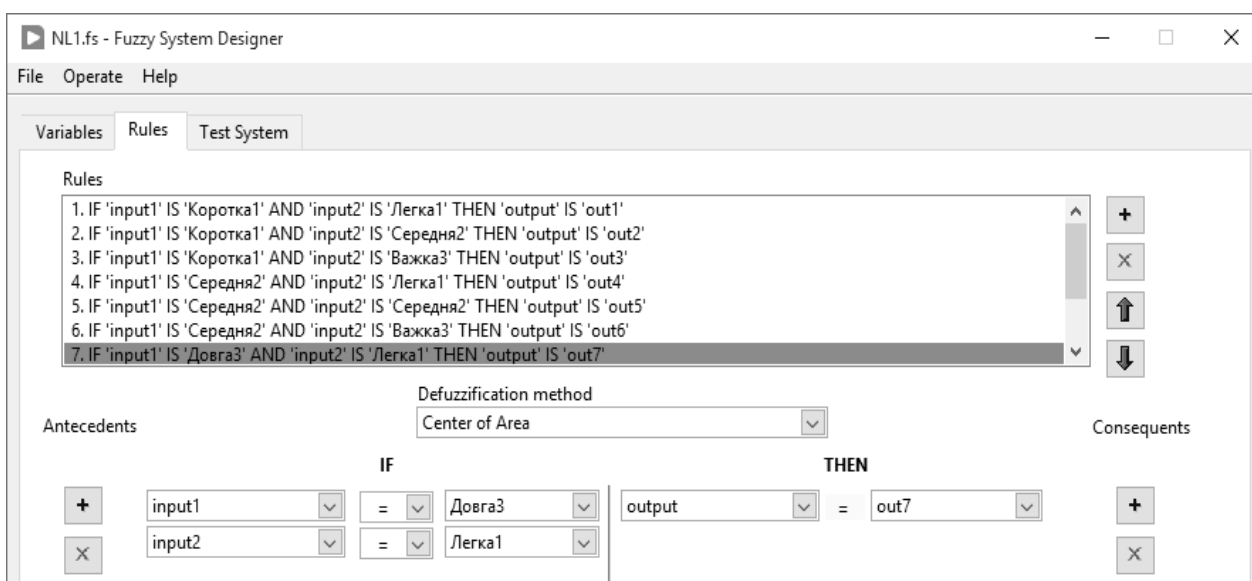 NL1.fs - Fuzzy System Designer
File Operate Help
Variables Rules Test System
Rules
1. IF 'input1' IS 'Коротка1' AND 'input2' IS 'Легка1' THEN 'output' IS 'out1'
2. IF 'input1' IS 'Коротка1' AND 'input2' IS 'Середня2' THEN 'output' IS 'out2'
3. IF 'input1' IS 'Коротка1' AND 'input2' IS 'Важка3' THEN 'output' IS 'out3'
4. IF 'input1' IS 'Середня2' AND 'input2' IS 'Легка1' THEN 'output' IS 'out4'
5. IF 'input1' IS 'Середня2' AND 'input2' IS 'Середня2' THEN 'output' IS 'out5'
6. IF 'input1' IS 'Середня2' AND 'input2' IS 'Важка3' THEN 'output' IS 'out6'
7. IF 'input1' IS 'Довга3' AND 'input2' IS 'Легка1' THEN 'output' IS 'out7'
Defuzzification method
Center of Area
Antecedents Consequents
IF THEN
input1 = Довга3 output = out7
input2 = Легка1